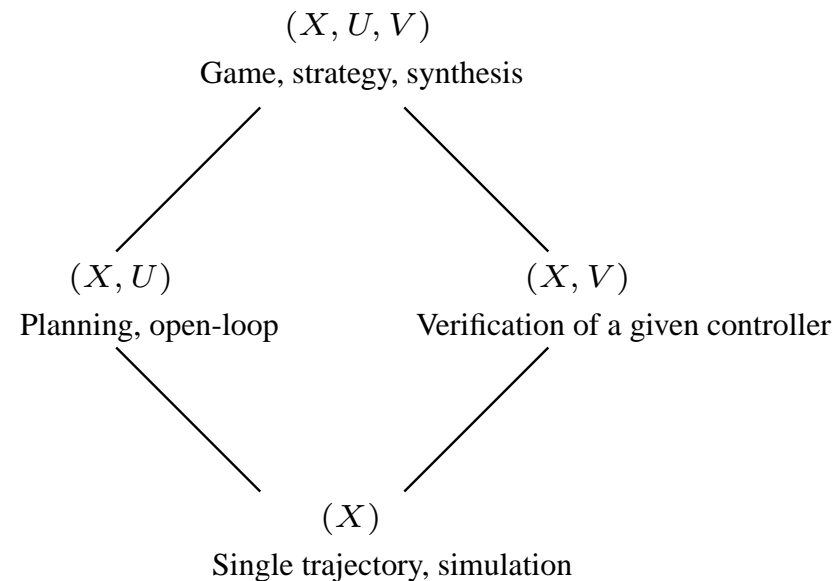 (X, U, V)
Game, strategy, synthesis
(X, U)
Planning, open-loop
(X, V)
Verification of a given controller
(X)
Single trajectory, simulation